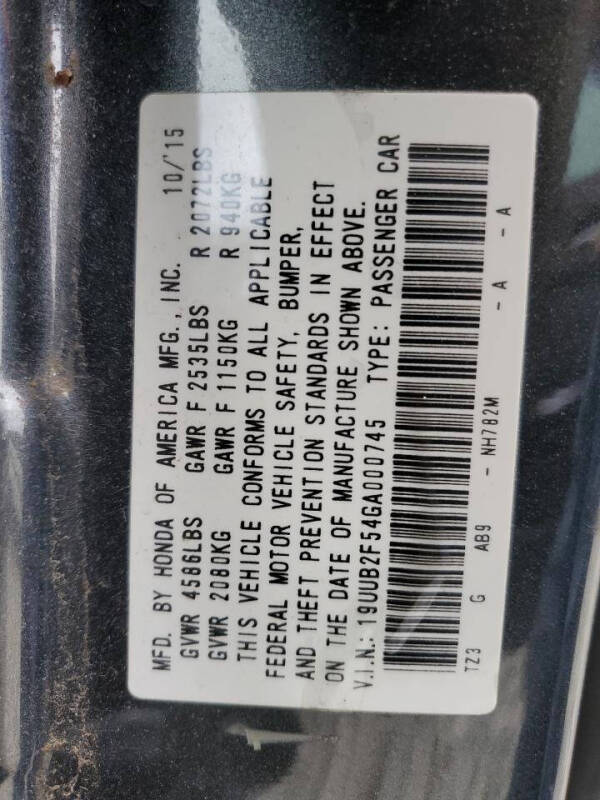 MFD. BY HONDA OF AMERICA MFG., INC. 10/'15
GVWR 4586LBS GAWR F 2535LBS R 2072LBS
GVWR 2080KG GAWR F 1150KG R 940KG
THIS VEHICLE CONFORMS TO ALL APPLICABLE
FEDERAL MOTOR VEHICLE SAFETY, BUMPER,
AND THEFT PREVENTION STANDARDS IN EFFECT
ON THE DATE OF MANUFACTURE SHOWN ABOVE.
V.I.N.: 19UUB2F54GA000745 TYPE: PASSENGER CAR
TZ3 G AB9 - NH782M - A - A